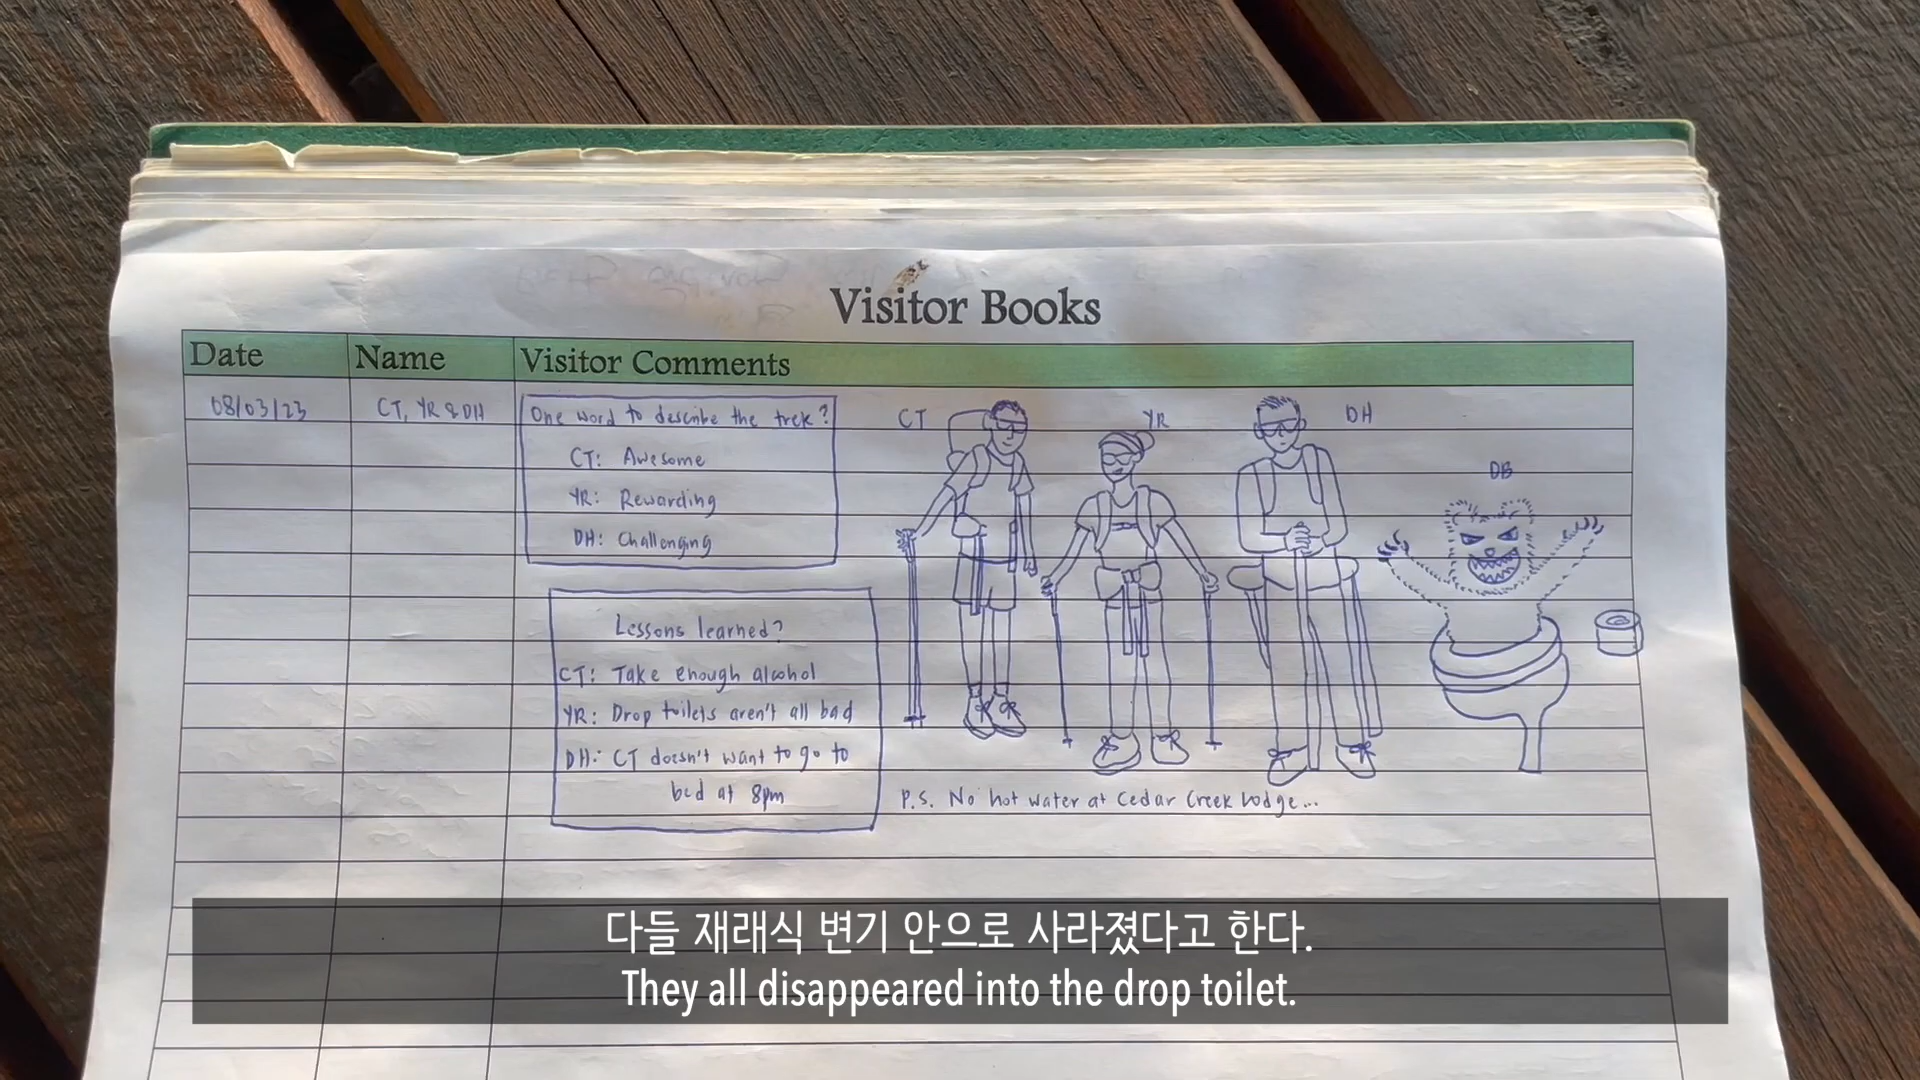 Visitor Books
Date Name Visitor Comments
08/03/23 CT, YR & DH
One word to describe the trek?
CT: Awesome
YR: Rewarding
DH: Challenging
Lessons learned?
CT: Take enough alcohol
YR: Drop toilets aren't all bad
DH: CT doesn't want to go to
bed at 8pm
CT
YR
DH
DB
P.S. No hot water at Cedar Creek Lodge...
다들 재래식 변기 안으로 사라졌다고 한다.
They all disappeared into the drop toilet.